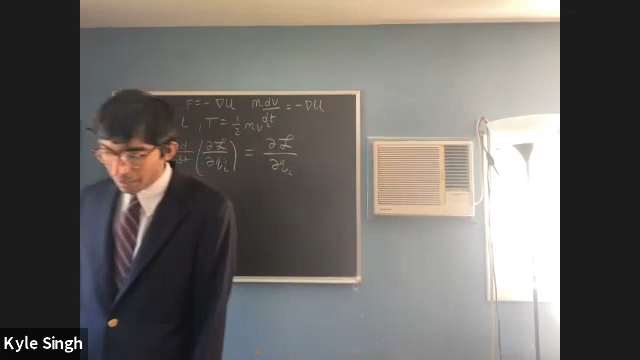 F = - ∇U   m dv/dt = - ∇U
, T = 1/2 mv²
d/dt (∂ℒ/∂q̇ᵢ) = ∂ℒ/∂qᵢ
Kyle Singh